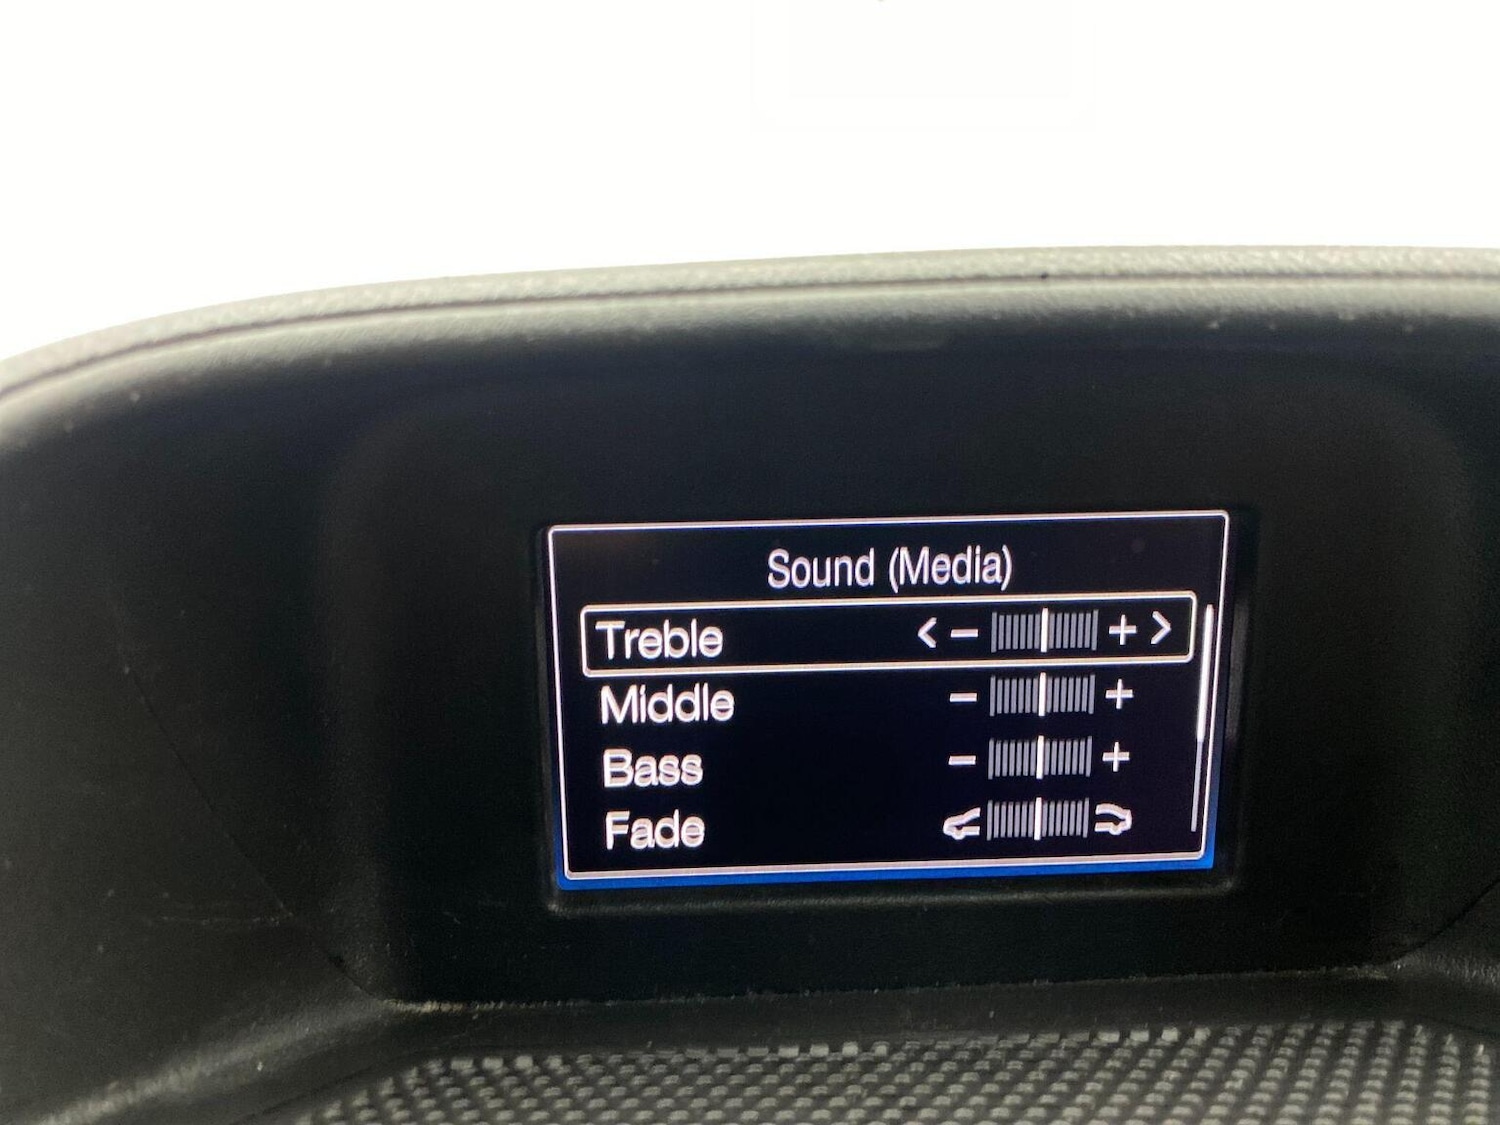 Sound (Media)
Treble < − + >
Middle − +
Bass − +
Fade